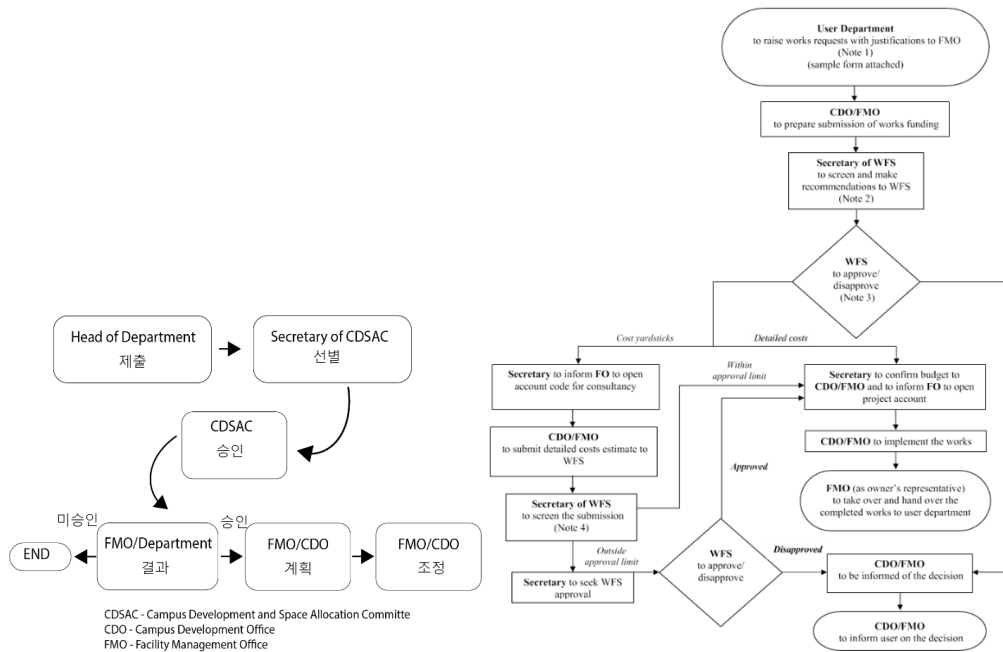 Head of Department
제출
Secretary of CDSAC
선별
CDSAC
승인
미승인
승인
END
FMO/Department
결과
FMO/CDO
계획
FMO/CDO
조정
CDSAC - Campus Development and Space Allocation Committe
CDO - Campus Development Office
FMO - Facility Management Office
User Department
to raise works requests with justifications to FMO
(Note 1)
(sample form attached)
CDO/FMO
to prepare submission of works funding
Secretary of WFS
to screen and make
recommendations to WFS
(Note 2)
WFS
to approve/
disapprove
(Note 3)
Cost yardsticks
Detailed costs
Secretary to inform FO to open
account code for consultancy
Within
approval limit
Secretary to confirm budget to
CDO/FMO and to inform FO to open
project account
CDO/FMO
to submit detailed costs estimate to
WFS
CDO/FMO to implement the works
Approved
Secretary of WFS
to screen the submission
(Note 4)
FMO (as owner's representative)
to take over and hand over the
completed works to user department
Outside
approval limit
WFS
to approve/
disapprove
Disapproved
Secretary to seek WFS
approval
CDO/FMO
to be informed of the decision
CDO/FMO
to inform user on the decision